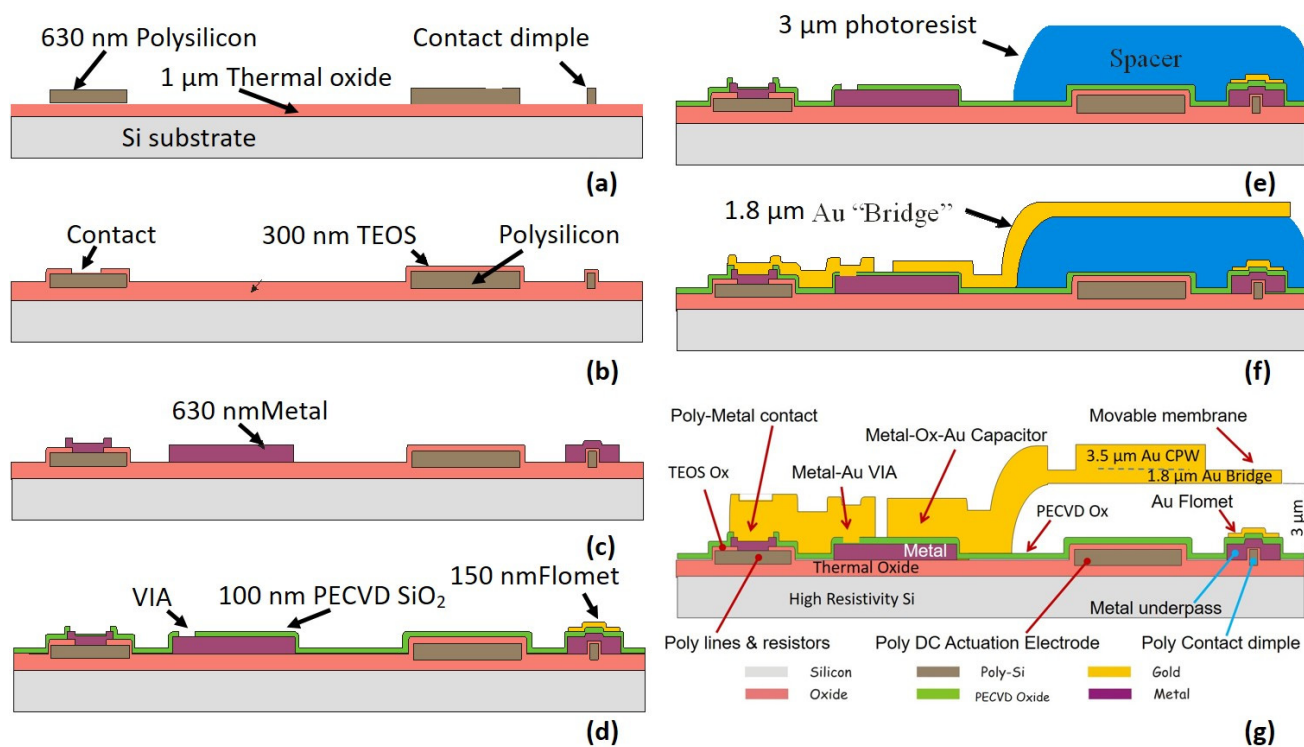 630 nm Polysilicon
Contact dimple
1 µm Thermal oxide
Si substrate
(a)
Contact
300 nm TEOS
Polysilicon
(b)
630 nmMetal
(c)
VIA
100 nm PECVD SiO₂
150 nmFlomet
(d)
3 µm photoresist
Spacer
(e)
1.8 µm Au “Bridge”
(f)
Poly-Metal contact
Movable membrane
Metal-Ox-Au Capacitor
3.5 µm Au CPW
TEOS Ox
Metal-Au VIA
1.8 µm Au Bridge
Au Flomet
PECVD Ox
3 µm
Metal
Thermal Oxide
High Resistivity Si
Metal underpass
Poly lines & resistors
Poly DC Actuation Electrode
Poly Contact dimple
Silicon
Poly-Si
Gold
Oxide
PECVD Oxide
Metal
(g)